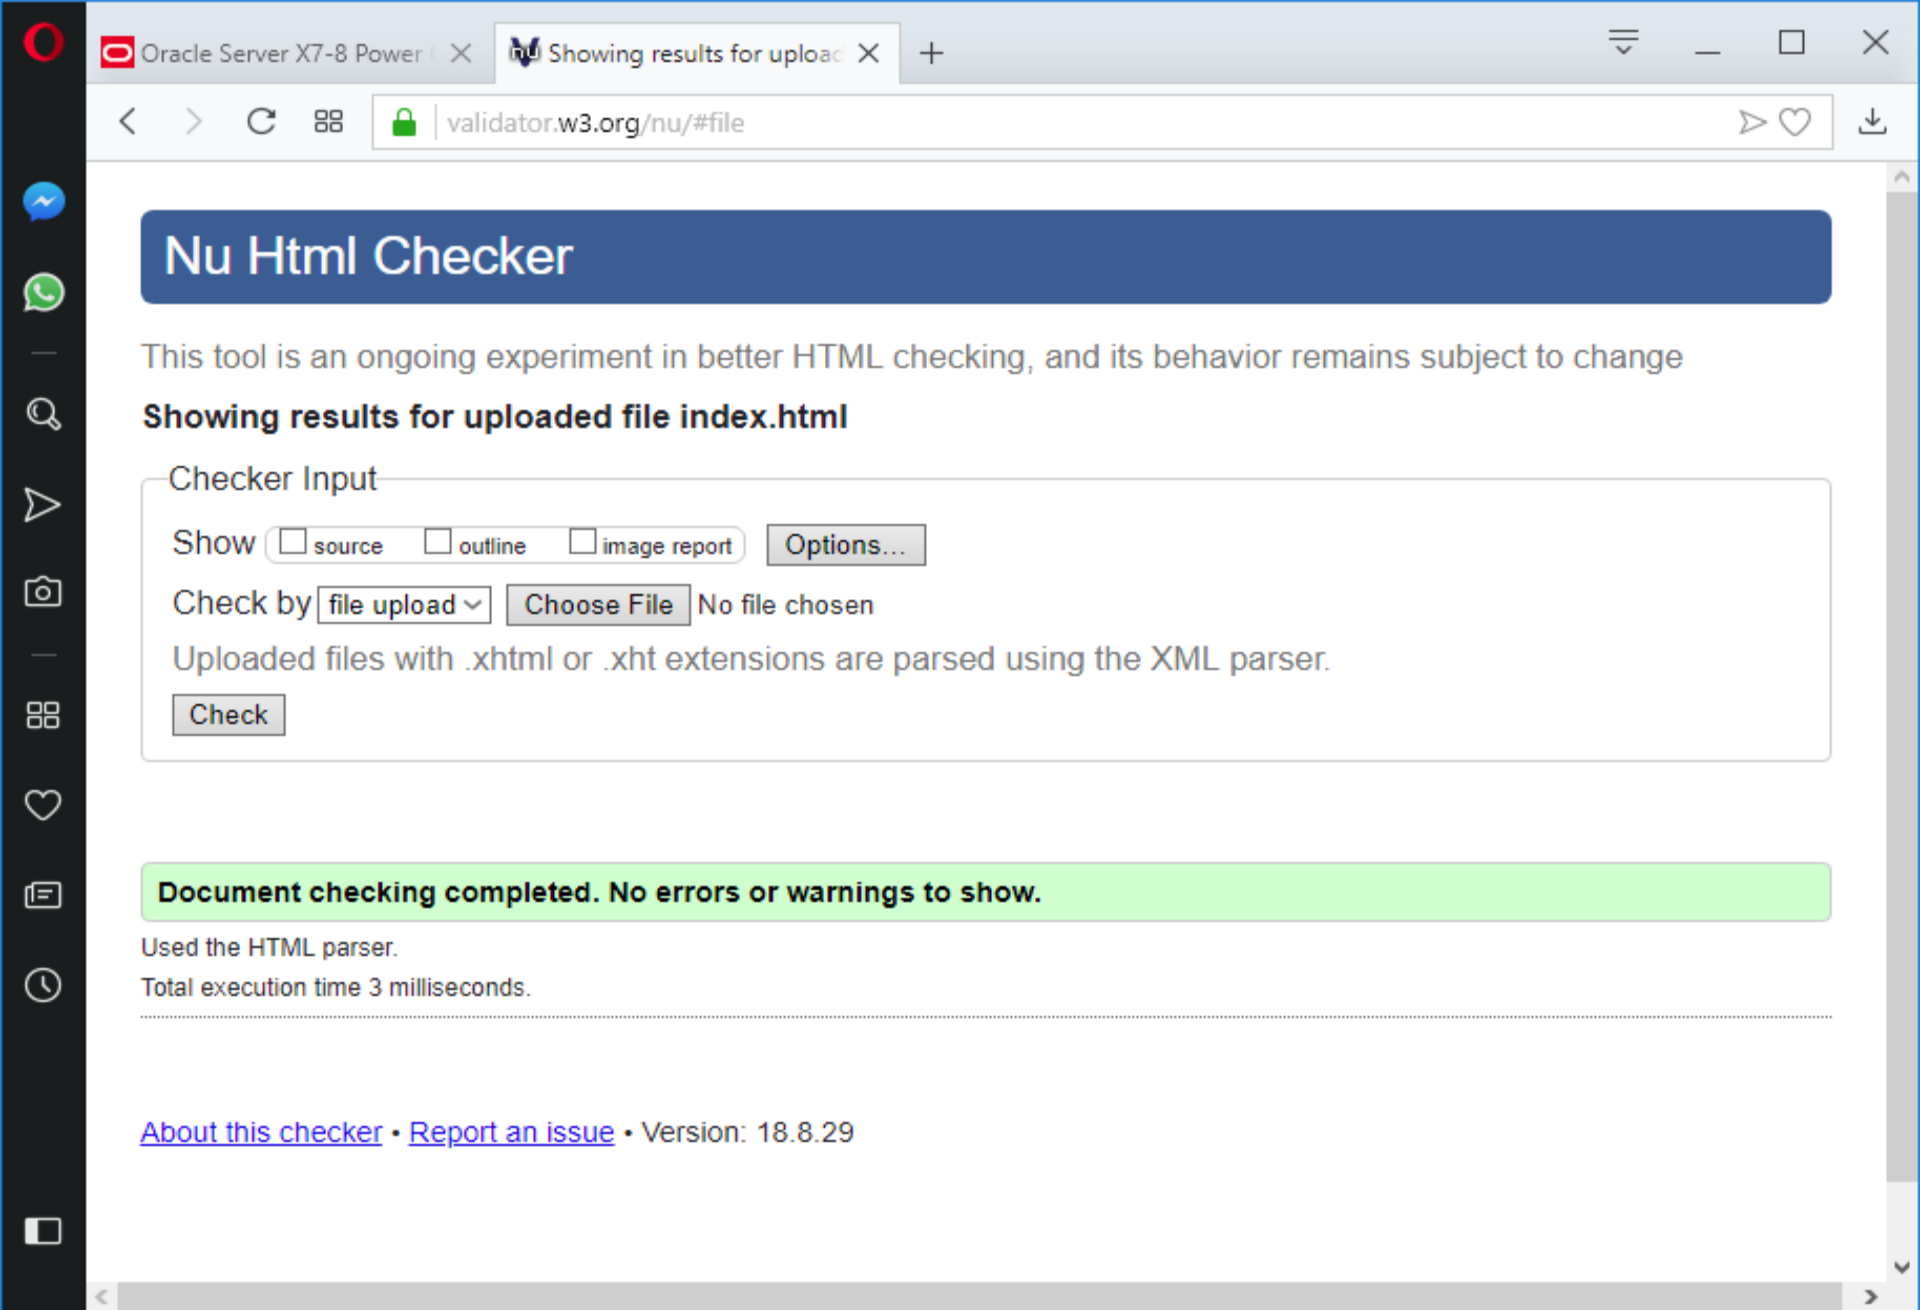 Oracle Server X7-8 Power
Showing results for upload
validator.w3.org/nu/#file
Nu Html Checker
This tool is an ongoing experiment in better HTML checking, and its behavior remains subject to change
Showing results for uploaded file index.html
Checker Input
Show source outline image report Options...
Check by file upload Choose File No file chosen
Uploaded files with .xhtml or .xht extensions are parsed using the XML parser.
Check
Document checking completed. No errors or warnings to show.
Used the HTML parser.
Total execution time 3 milliseconds.
About this checker • Report an issue • Version: 18.8.29